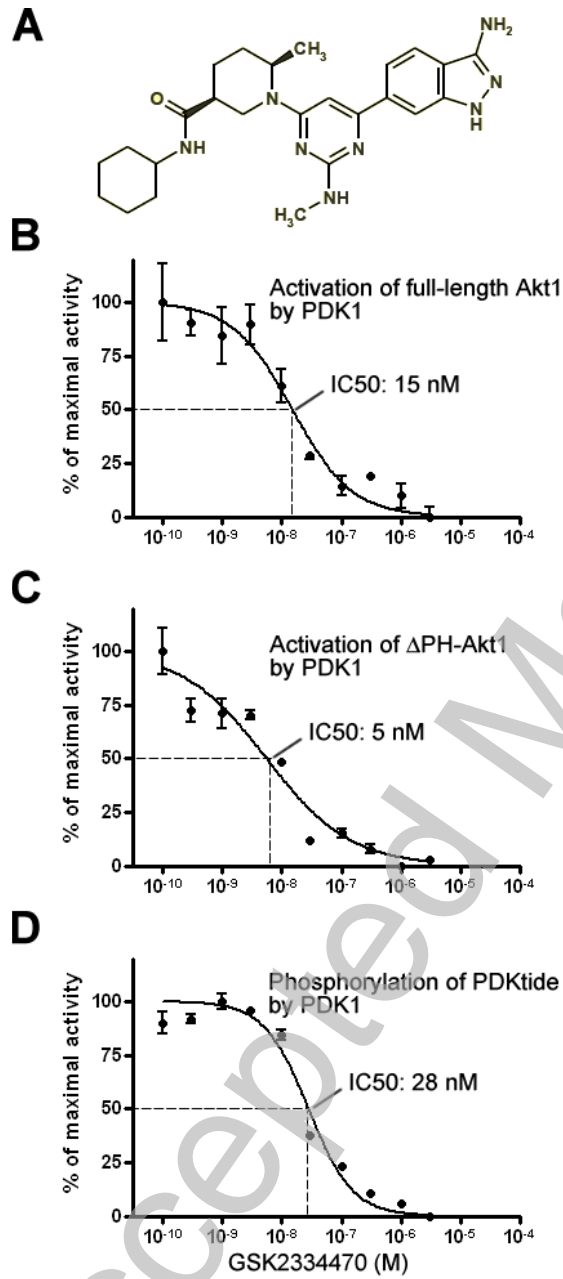 A
NH₂
CH₃
O
N
N
NH
N
H
N
N
NH
H₃C
B
Activation of full-length Akt1
by PDK1
IC50: 15 nM
% of maximal activity
100
75
50
25
0
10⁻¹⁰ 10⁻⁹ 10⁻⁸ 10⁻⁷ 10⁻⁶ 10⁻⁵ 10⁻⁴
C
Activation of ΔPH-Akt1
by PDK1
IC50: 5 nM
% of maximal activity
100
75
50
25
0
10⁻¹⁰ 10⁻⁹ 10⁻⁸ 10⁻⁷ 10⁻⁶ 10⁻⁵ 10⁻⁴
D
Phosphorylation of PDKtide
by PDK1
IC50: 28 nM
% of maximal activity
100
75
50
25
0
10⁻¹⁰ 10⁻⁹ 10⁻⁸ 10⁻⁷ 10⁻⁶ 10⁻⁵ 10⁻⁴
GSK2334470 (M)